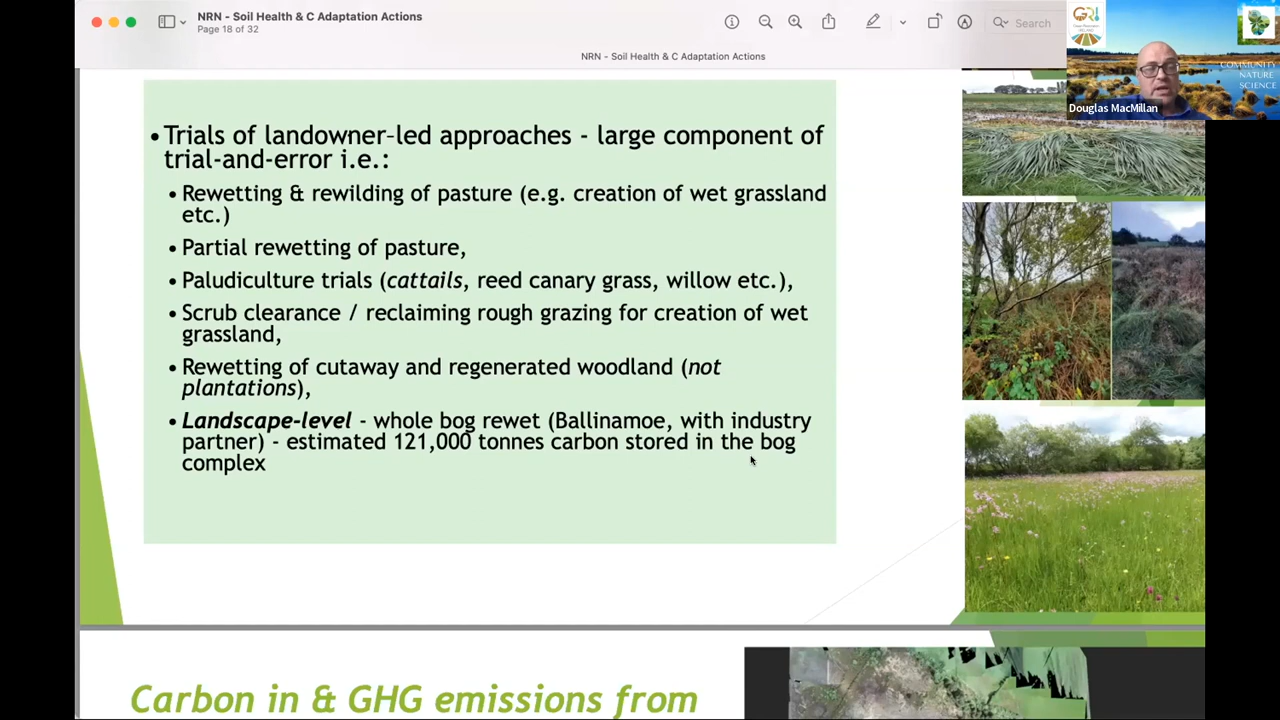 NRN - Soil Health & C Adaptation Actions
Page 18 of 32
Search
NRN - Soil Health & C Adaptation Actions
GRI
COMMUNITY
NATURE
SCIENCE
Douglas MacMillan
• Trials of landowner-led approaches - large component of
trial-and-error i.e.:
• Rewetting & rewilding of pasture (e.g. creation of wet grassland
etc.)
• Partial rewetting of pasture,
• Paludiculture trials (cattails, reed canary grass, willow etc.),
• Scrub clearance / reclaiming rough grazing for creation of wet
grassland,
• Rewetting of cutaway and regenerated woodland (not
plantations),
• Landscape-level - whole bog rewet (Ballinamoe, with industry
partner) - estimated 121,000 tonnes carbon stored in the bog
complex
Carbon in & GHG emissions from